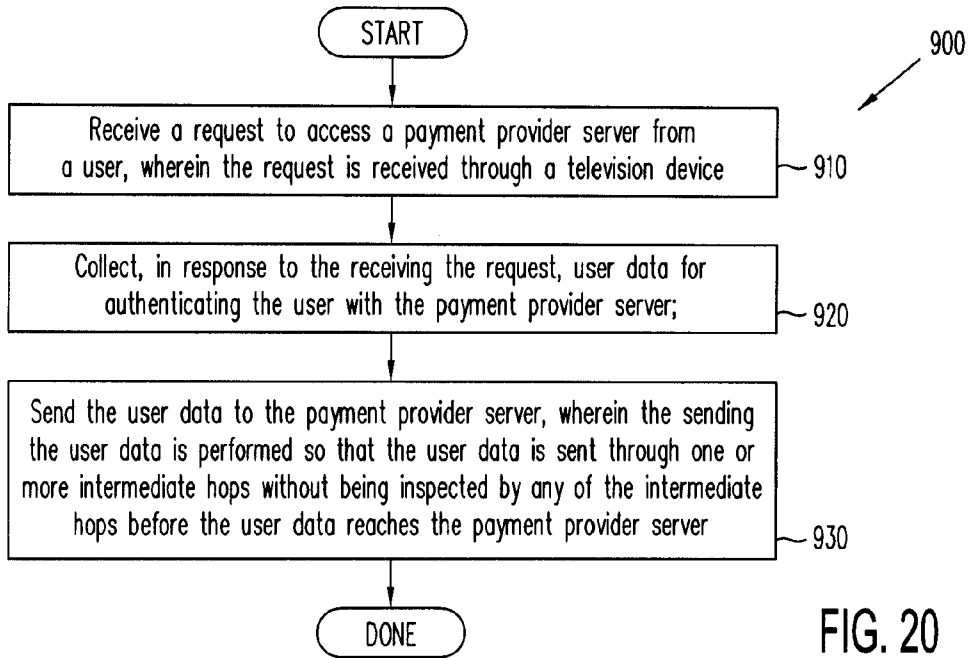 START
900
Receive a request to access a payment provider server from
a user, wherein the request is received through a television device
910
Collect, in response to the receiving the request, user data for
authenticating the user with the payment provider server;
920
Send the user data to the payment provider server, wherein the sending
the user data is performed so that the user data is sent through one or
more intermediate hops without being inspected by any of the intermediate
hops before the user data reaches the payment provider server
930
DONE
FIG. 20